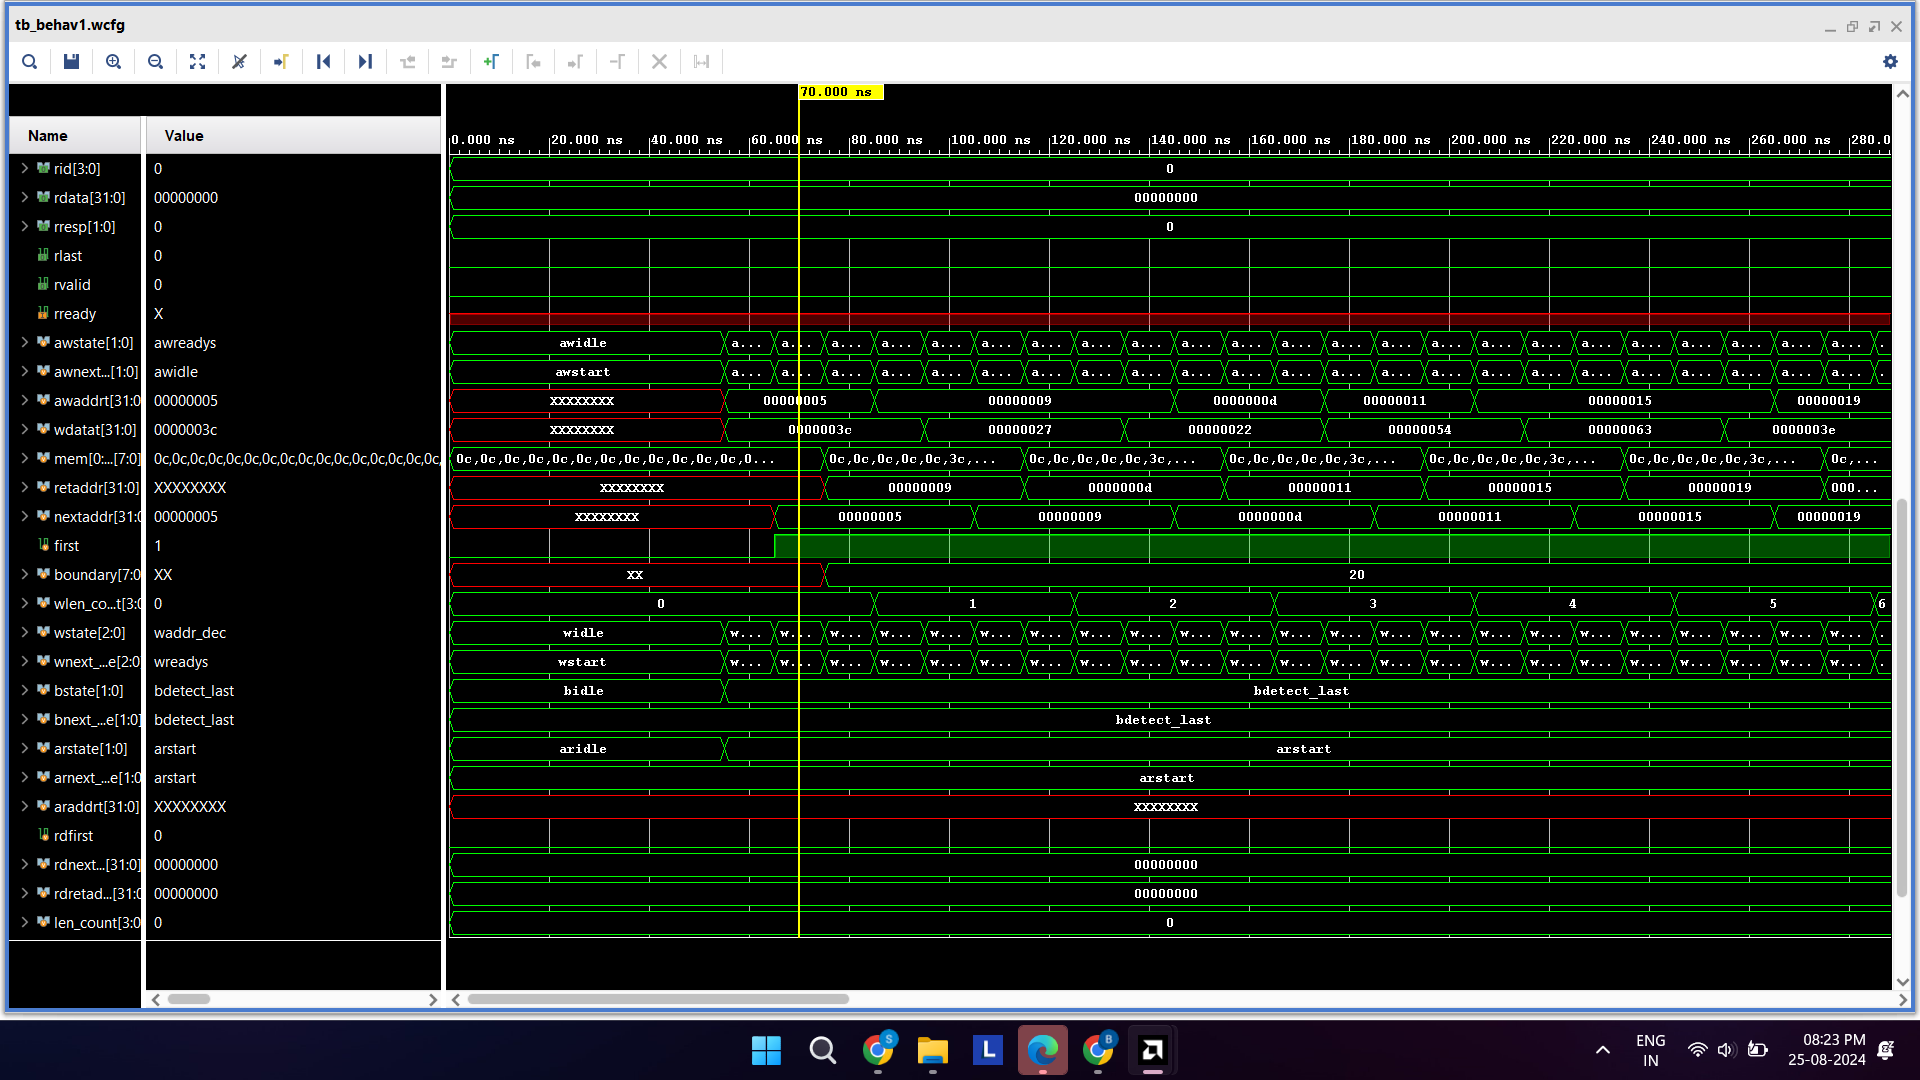 tb_behav1.wcfg
70.000 ns
Name Value
0.000 ns 20.000 ns 40.000 ns 60.000 ns 80.000 ns 100.000 ns 120.000 ns 140.000 ns 160.000 ns 180.000 ns 200.000 ns 220.000 ns 240.000 ns 260.000 ns 280.0
rid[3:0] 0 0
rdata[31:0] 00000000 00000000
rresp[1:0] 0 0
rlast 0
rvalid 0
rready X
awstate[1:0] awreadys awidle a... a... a... a... a... a... a... a... a... a... a... a... a... a... a... a... a... a... a... a... a... a... a... .
awnext...[1:0] awidle awstart a... a... a... a... a... a... a... a... a... a... a... a... a... a... a... a... a... a... a... a... a... a... a... .
awaddrt[31:0 00000005 XXXXXXXX 00000005 00000009 0000000d 00000011 00000015 00000019
wdatat[31:0] 0000003c XXXXXXXX 0000003c 00000027 00000022 00000054 00000063 0000003e
mem[0:...[7:0] 0c,0c,0c,0c,0c,0c,0c,0c,0c,0c,0c,0c,0c,0c,0c,0c, 0c,0c,0c,0c,0c,0c,0c,0c,0c,0c,0c,0... 0c,0c,0c,0c,3c,... 0c,0c,0c,0c,3c,... 0c,0c,0c,0c,3c,... 0c,0c,0c,0c,3c,... 0c,0c,0c,0c,3c,... 0c,...
retaddr[31:0] XXXXXXXX XXXXXXXX 00000009 0000000d 00000011 00000015 00000019 000...
nextaddr[31:0 00000005 XXXXXXXX 00000005 00000009 0000000d 00000011 00000015 00000019
first 1
boundary[7:0 XX XX 20
wlen_co...t[3:0 0 0 1 2 3 4 5 6
wstate[2:0] waddr_dec widle w... w... w... w... w... w... w... w... w... w... w... w... w... w... w... w... w... w... w... w... w... w... w... .
wnext_...e[2:0 wreadys wstart w... w... w... w... w... w... w... w... w... w... w... w... w... w... w... w... w... w... w... w... w... w... w... .
bstate[1:0] bdetect_last bidle bdetect_last
bnext_...e[1:0] bdetect_last bdetect_last
arstate[1:0] arstart aridle arstart
arnext_...e[1:0 arstart arstart
araddrt[31:0] XXXXXXXX XXXXXXXX
rdfirst 0
rdnext...[31:0] 00000000 00000000
rdretad...[31:0 00000000 00000000
len_count[3:0 0 0
S
L
B
ENG
IN
08:23 PM
25-08-2024